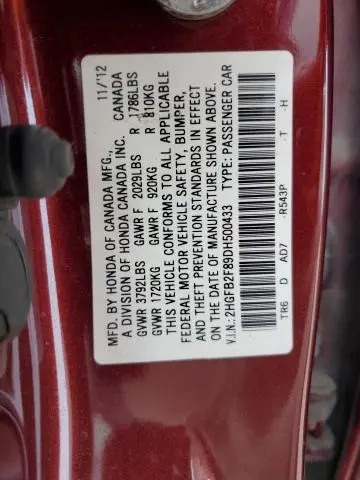 MFD. BY HONDA OF CANADA MFG., 11/'12
A DIVISION OF HONDA CANADA INC. CANADA
GVWR 3792LBS GAWR F 2029LBS R 1786LBS
GVWR 1720KG GAWR F 920KG R 810KG
THIS VEHICLE CONFORMS TO ALL APPLICABLE
FEDERAL MOTOR VEHICLE SAFETY, BUMPER,
AND THEFT PREVENTION STANDARDS IN EFFECT
ON THE DATE OF MANUFACTURE SHOWN ABOVE.
V.I.N.: 2HGFB2F89DH500433 TYPE: PASSENGER CAR
TR6 D AD7 -R543P -T -H